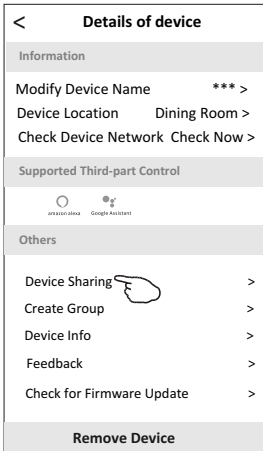 < Details of device
Information
Modify Device Name *** >
Device Location Dining Room >
Check Device Network Check Now >
Supported Third-part Control
amazon alexa Google Assistant
Others
Device Sharing >
Create Group >
Device Info >
Feedback >
Check for Firmware Update >
Remove Device